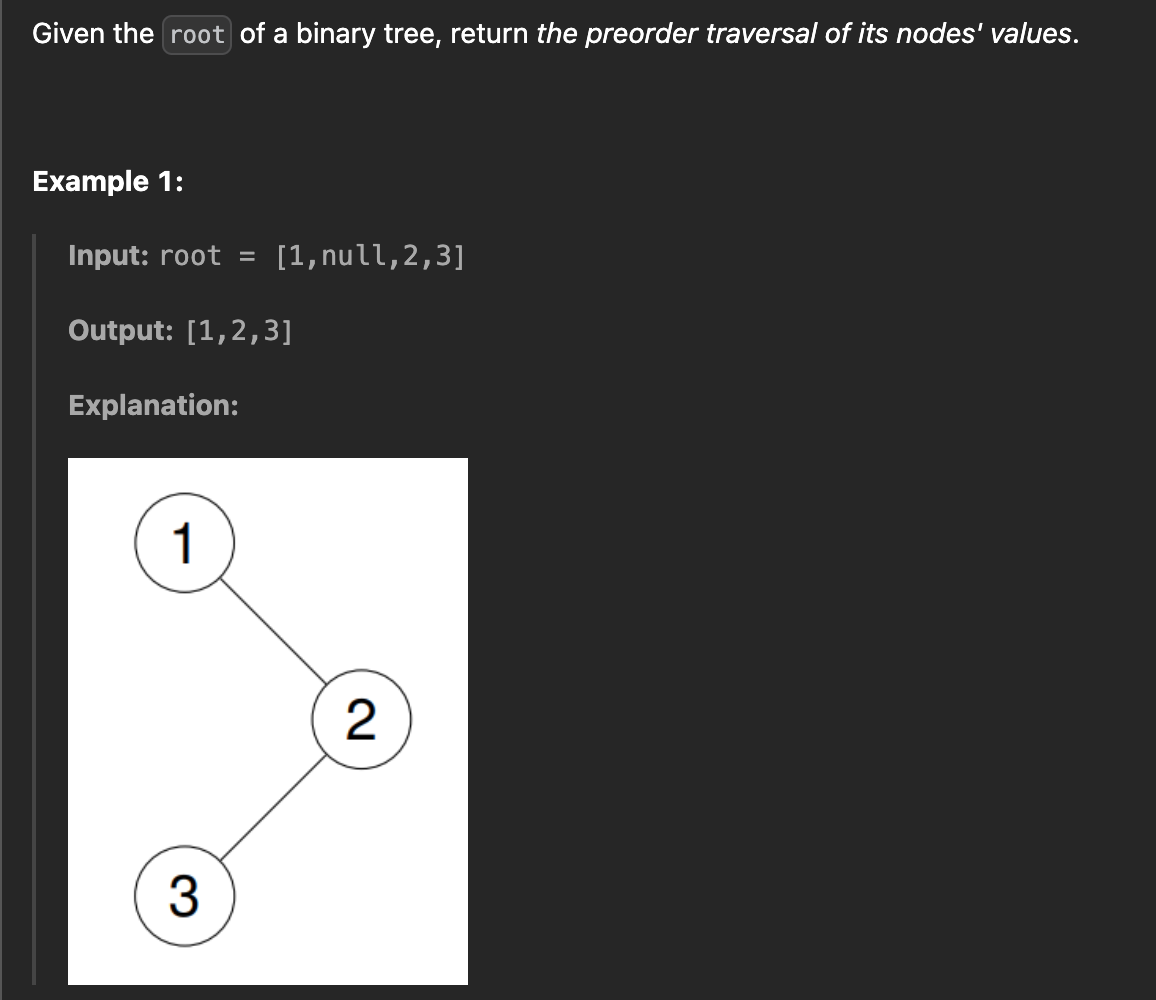 Given the root of a binary tree, return the preorder traversal of its nodes' values.
Example 1:
Input: root = [1,null,2,3]
Output: [1,2,3]
Explanation:
1
2
3